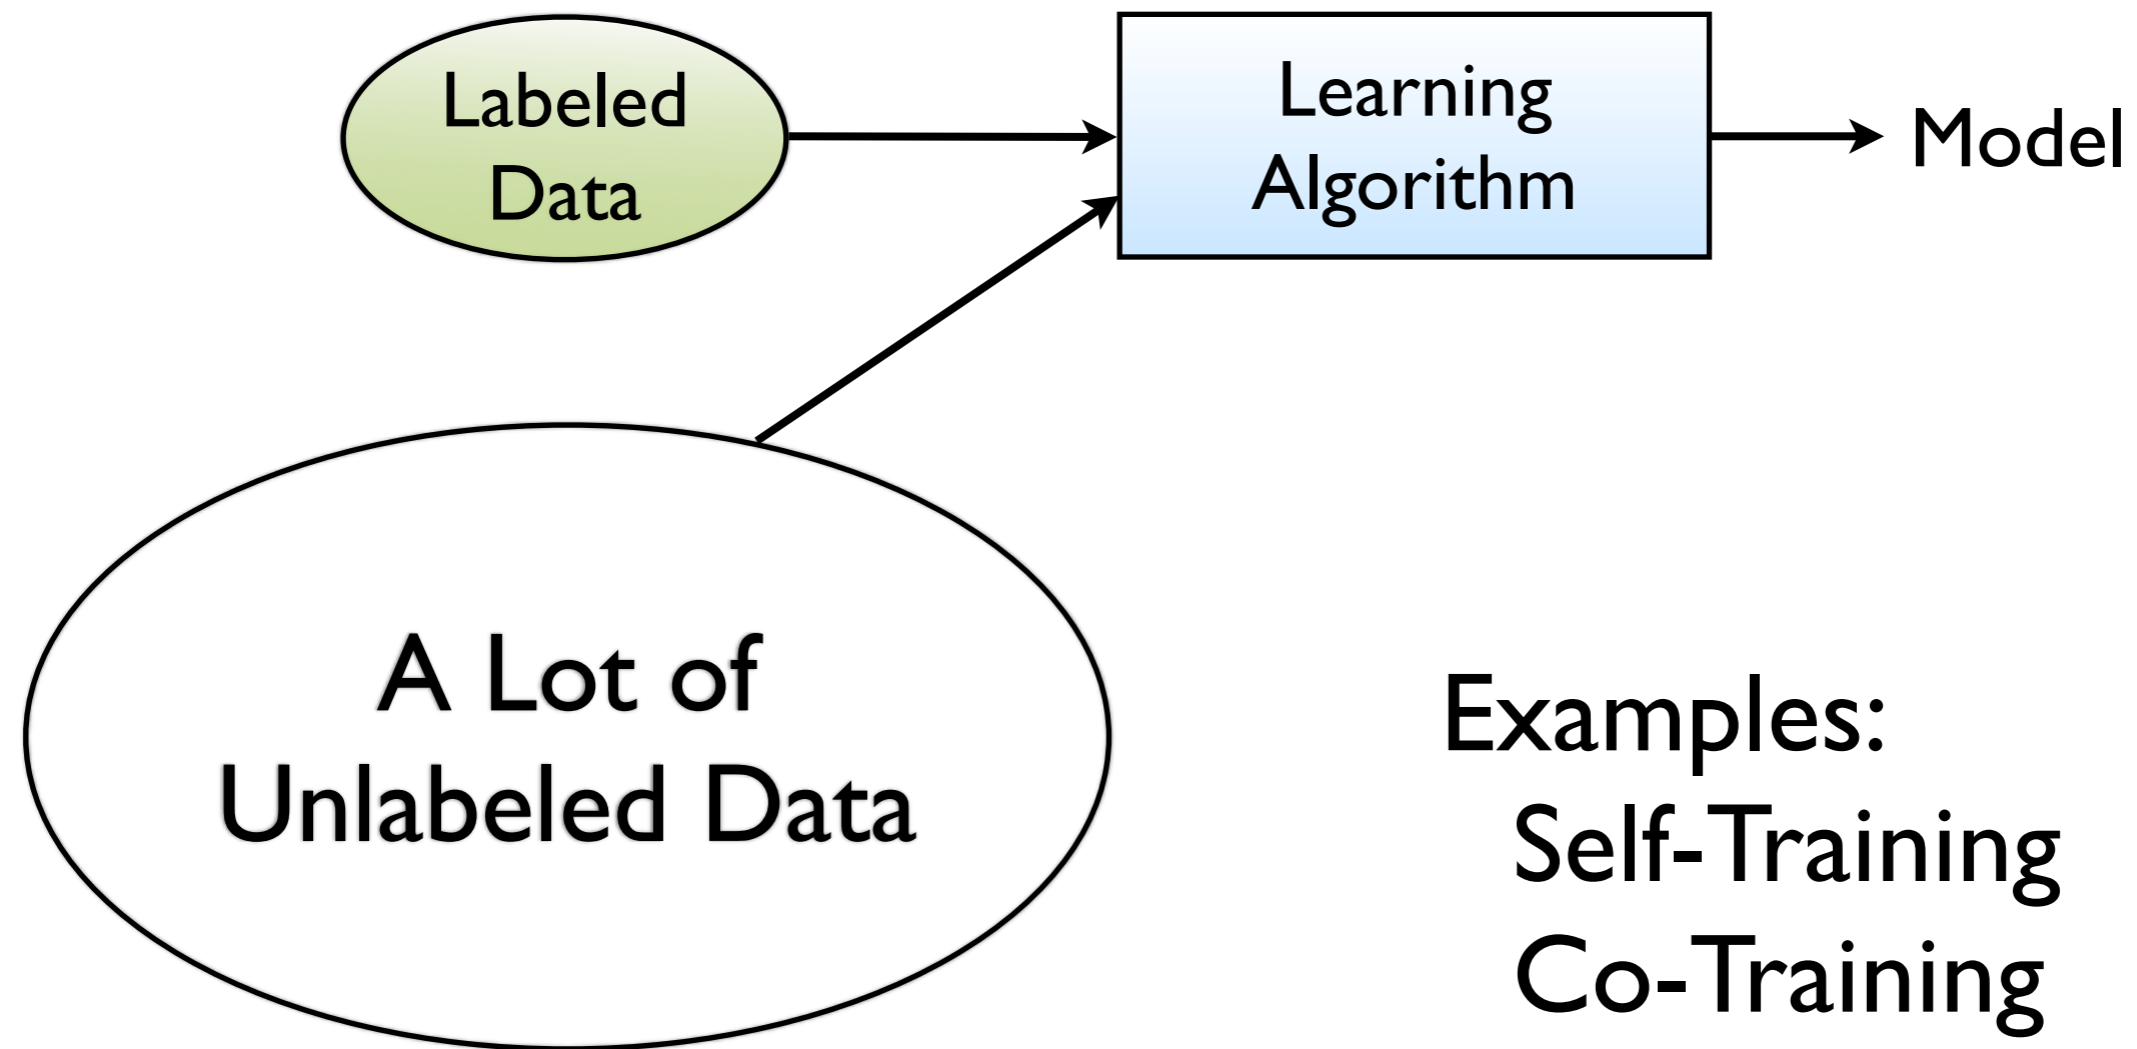 Labeled
Data
Learning
Algorithm
Model
A Lot of
Unlabeled Data
Examples:
Self-Training
Co-Training